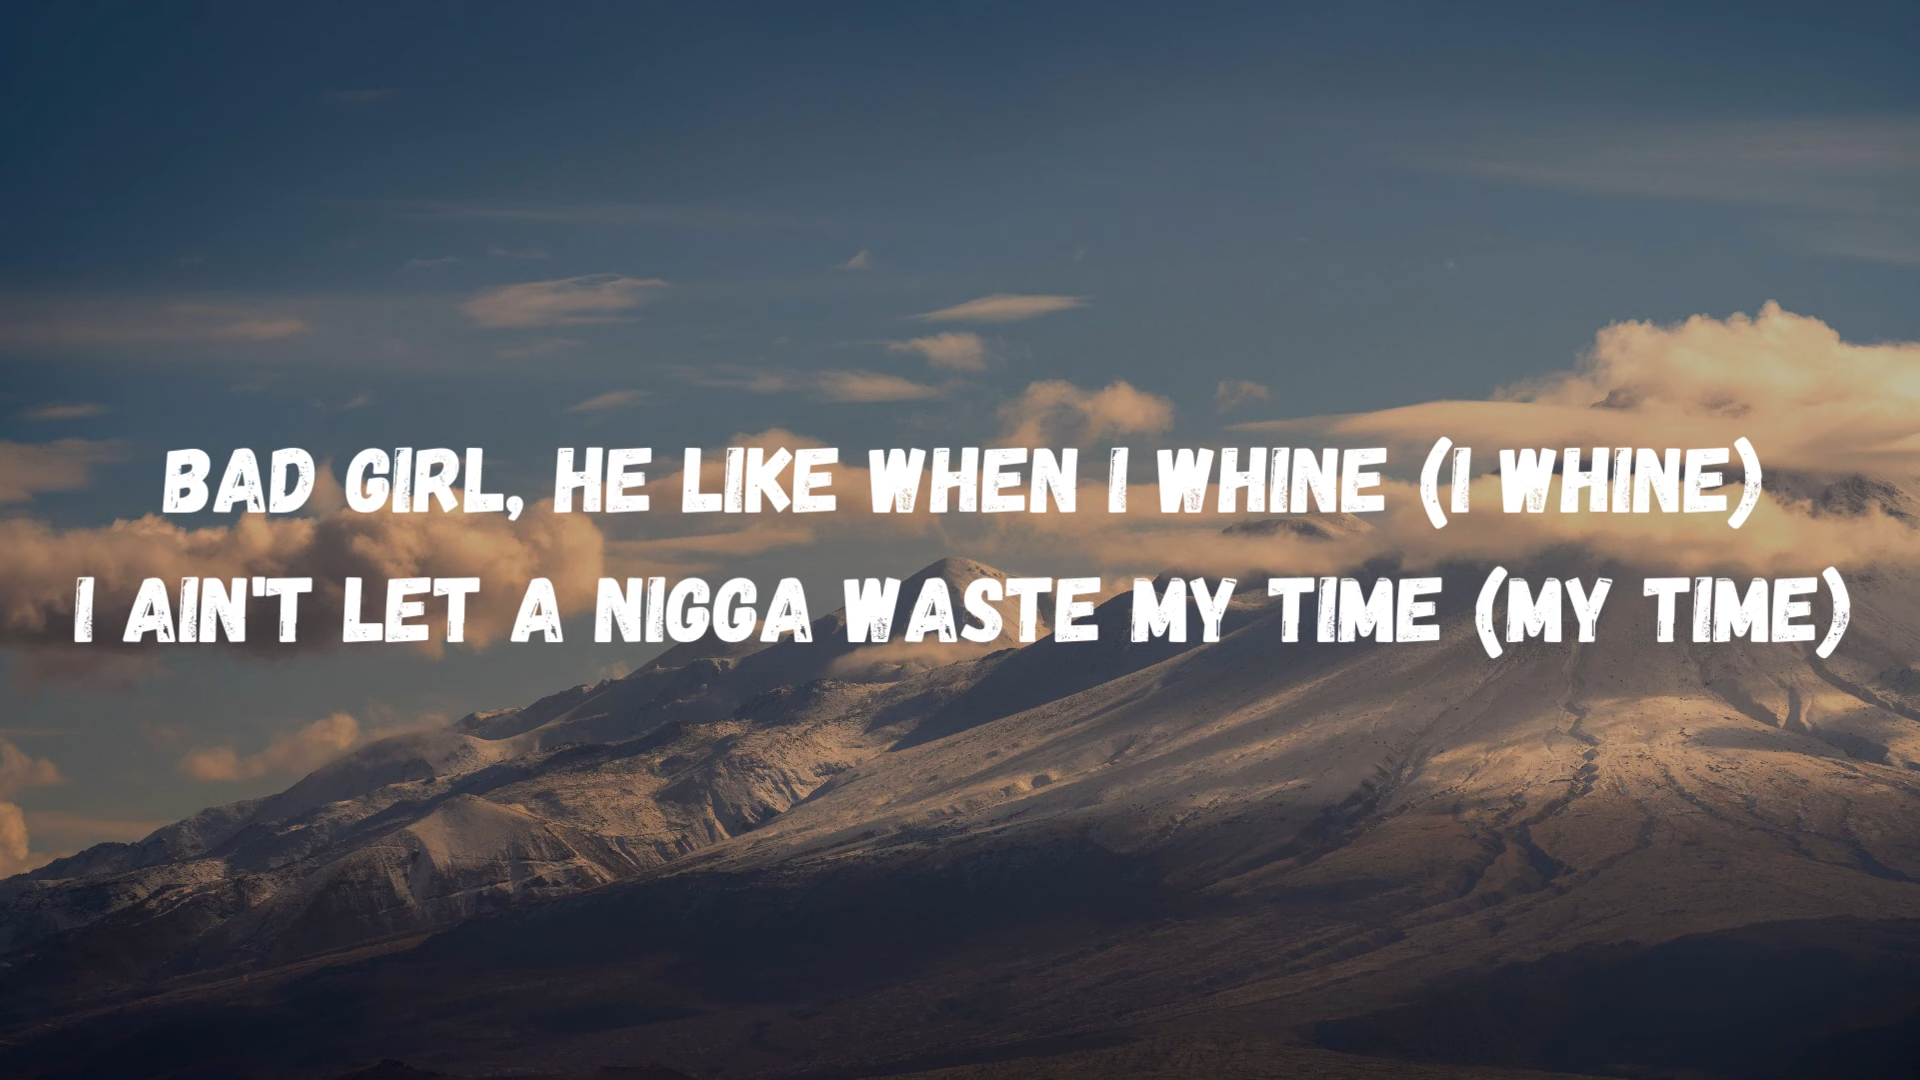 BAD GIRL, HE LIKE WHEN I WHINE (I WHINE)
I AIN'T LET A NIGGA WASTE MY TIME (MY TIME)